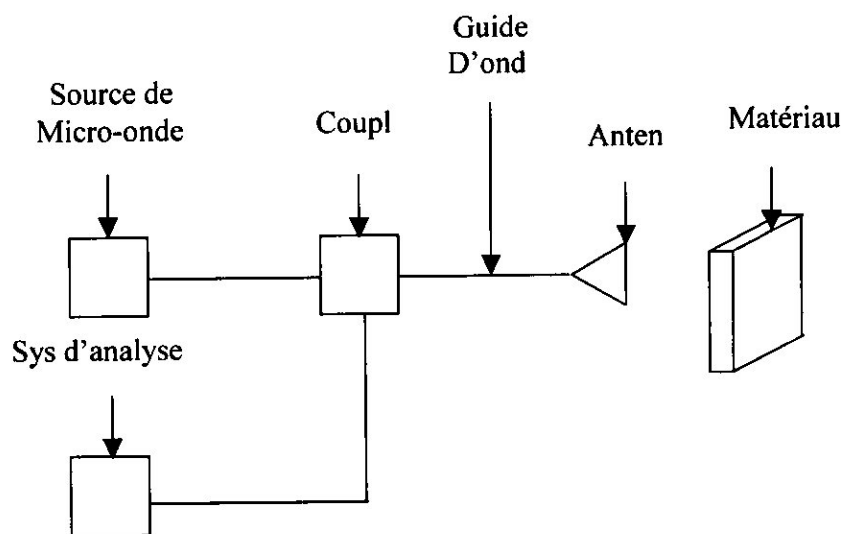 Guide
D'ond
Source de
Micro-onde
Coupl
Anten
Matériau
Sys d'analyse